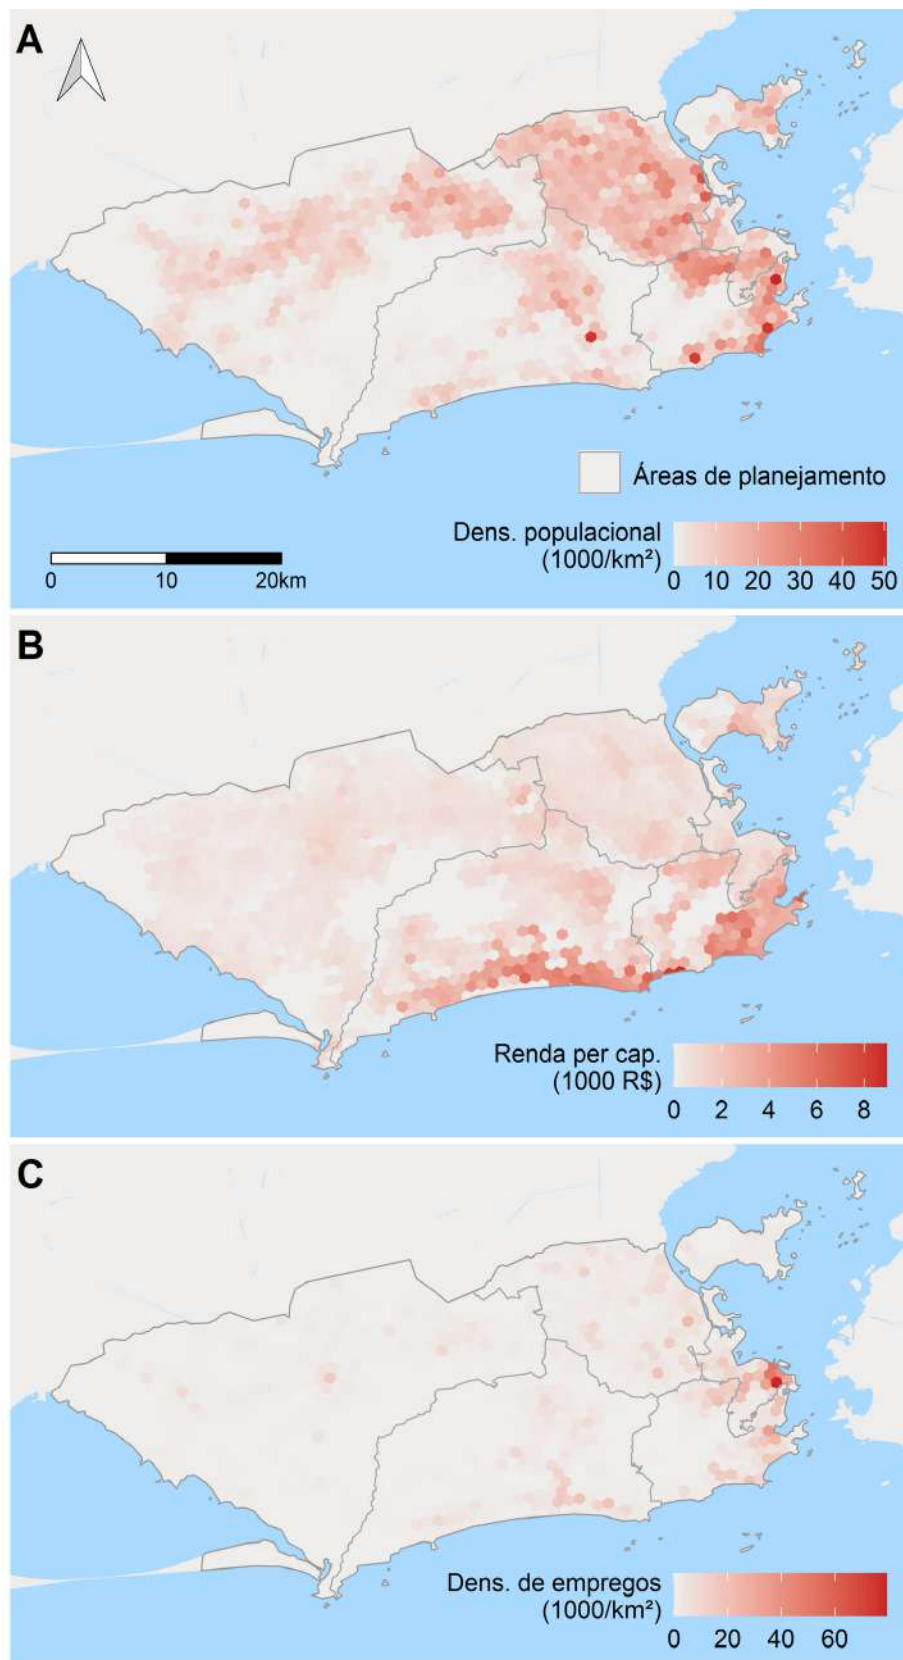 A
Áreas de planejamento
Dens. populacional
(1000/km²)
0 10 20 30 40 50
0 10 20km
B
Renda per cap.
(1000 R$)
0 2 4 6 8
C
Dens. de empregos
(1000/km²)
0 20 40 60